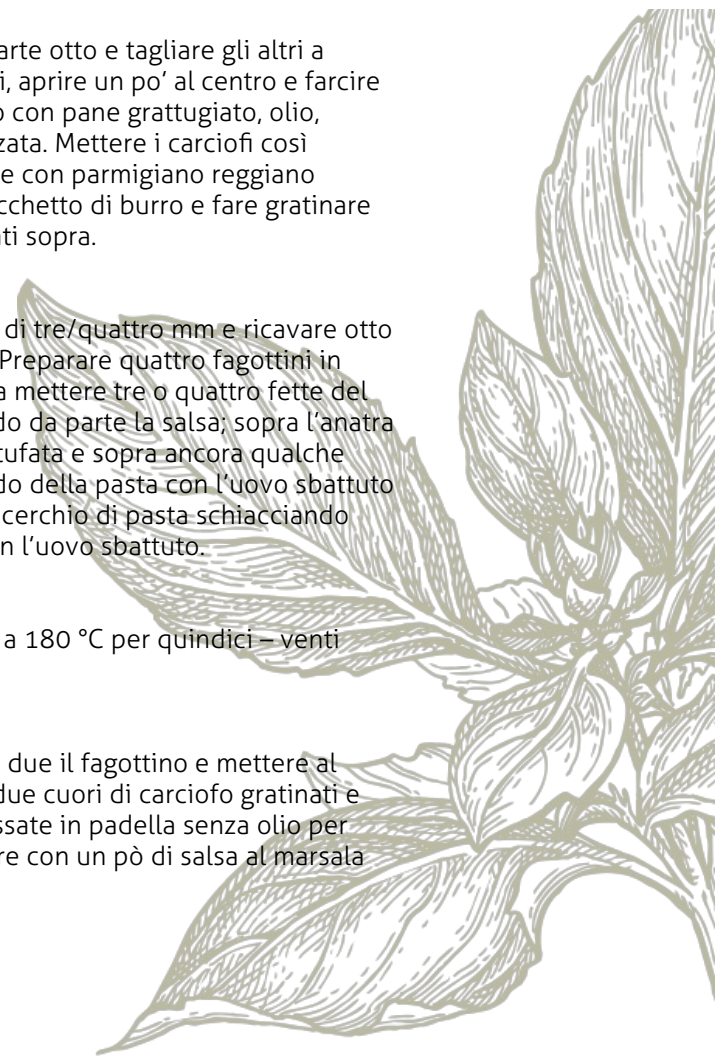 arte otto e tagliare gli altri a
i, aprire un po’ al centro e farcire
o con pane grattugiato, olio,
zata. Mettere i carciofi così
e con parmigiano reggiano
cchetto di burro e fare gratinare
ati sopra.
di tre/quattro mm e ricavare otto
Preparare quattro fagottini in
a mettere tre o quattro fette del
do da parte la salsa; sopra l’anatra
tufata e sopra ancora qualche
do della pasta con l’uovo sbattuto
cerchio di pasta schiacciando
n l’uovo sbattuto.
a 180 °C per quindici – venti
due il fagottino e mettere al
due cuori di carciofo gratinati e
ssate in padella senza olio per
re con un pò di salsa al marsala